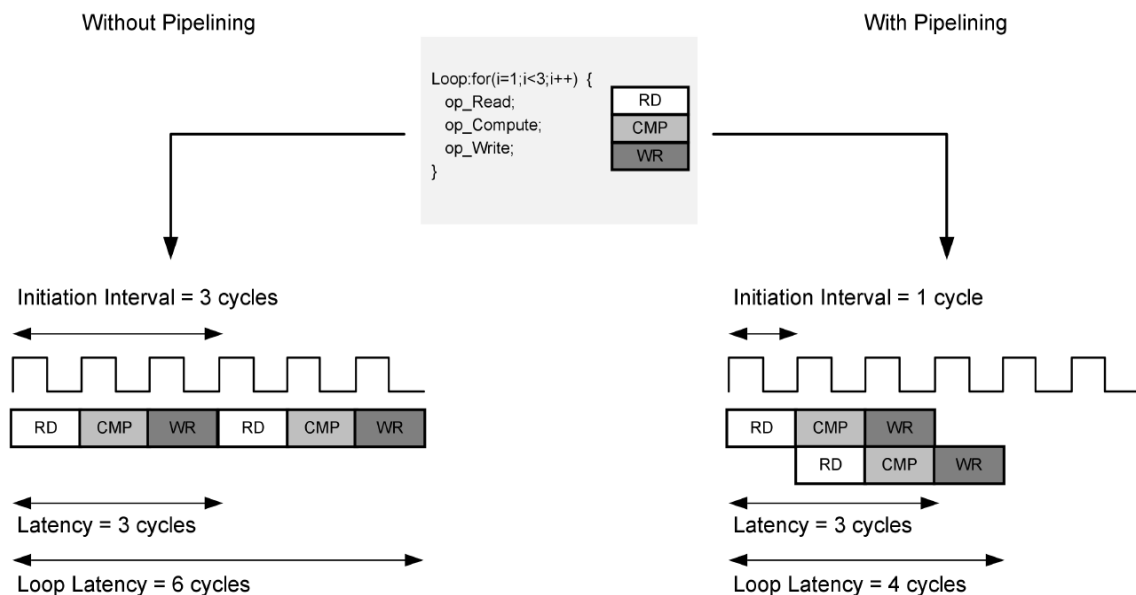 Without Pipelining
With Pipelining
Loop:for(i=1;i<3;i++) {
op_Read;
op_Compute;
op_Write;
}
RD
CMP
WR
Initiation Interval = 3 cycles
RD CMP WR RD CMP WR
Latency = 3 cycles
Loop Latency = 6 cycles
Initiation Interval = 1 cycle
RD CMP WR
RD CMP WR
Latency = 3 cycles
Loop Latency = 4 cycles